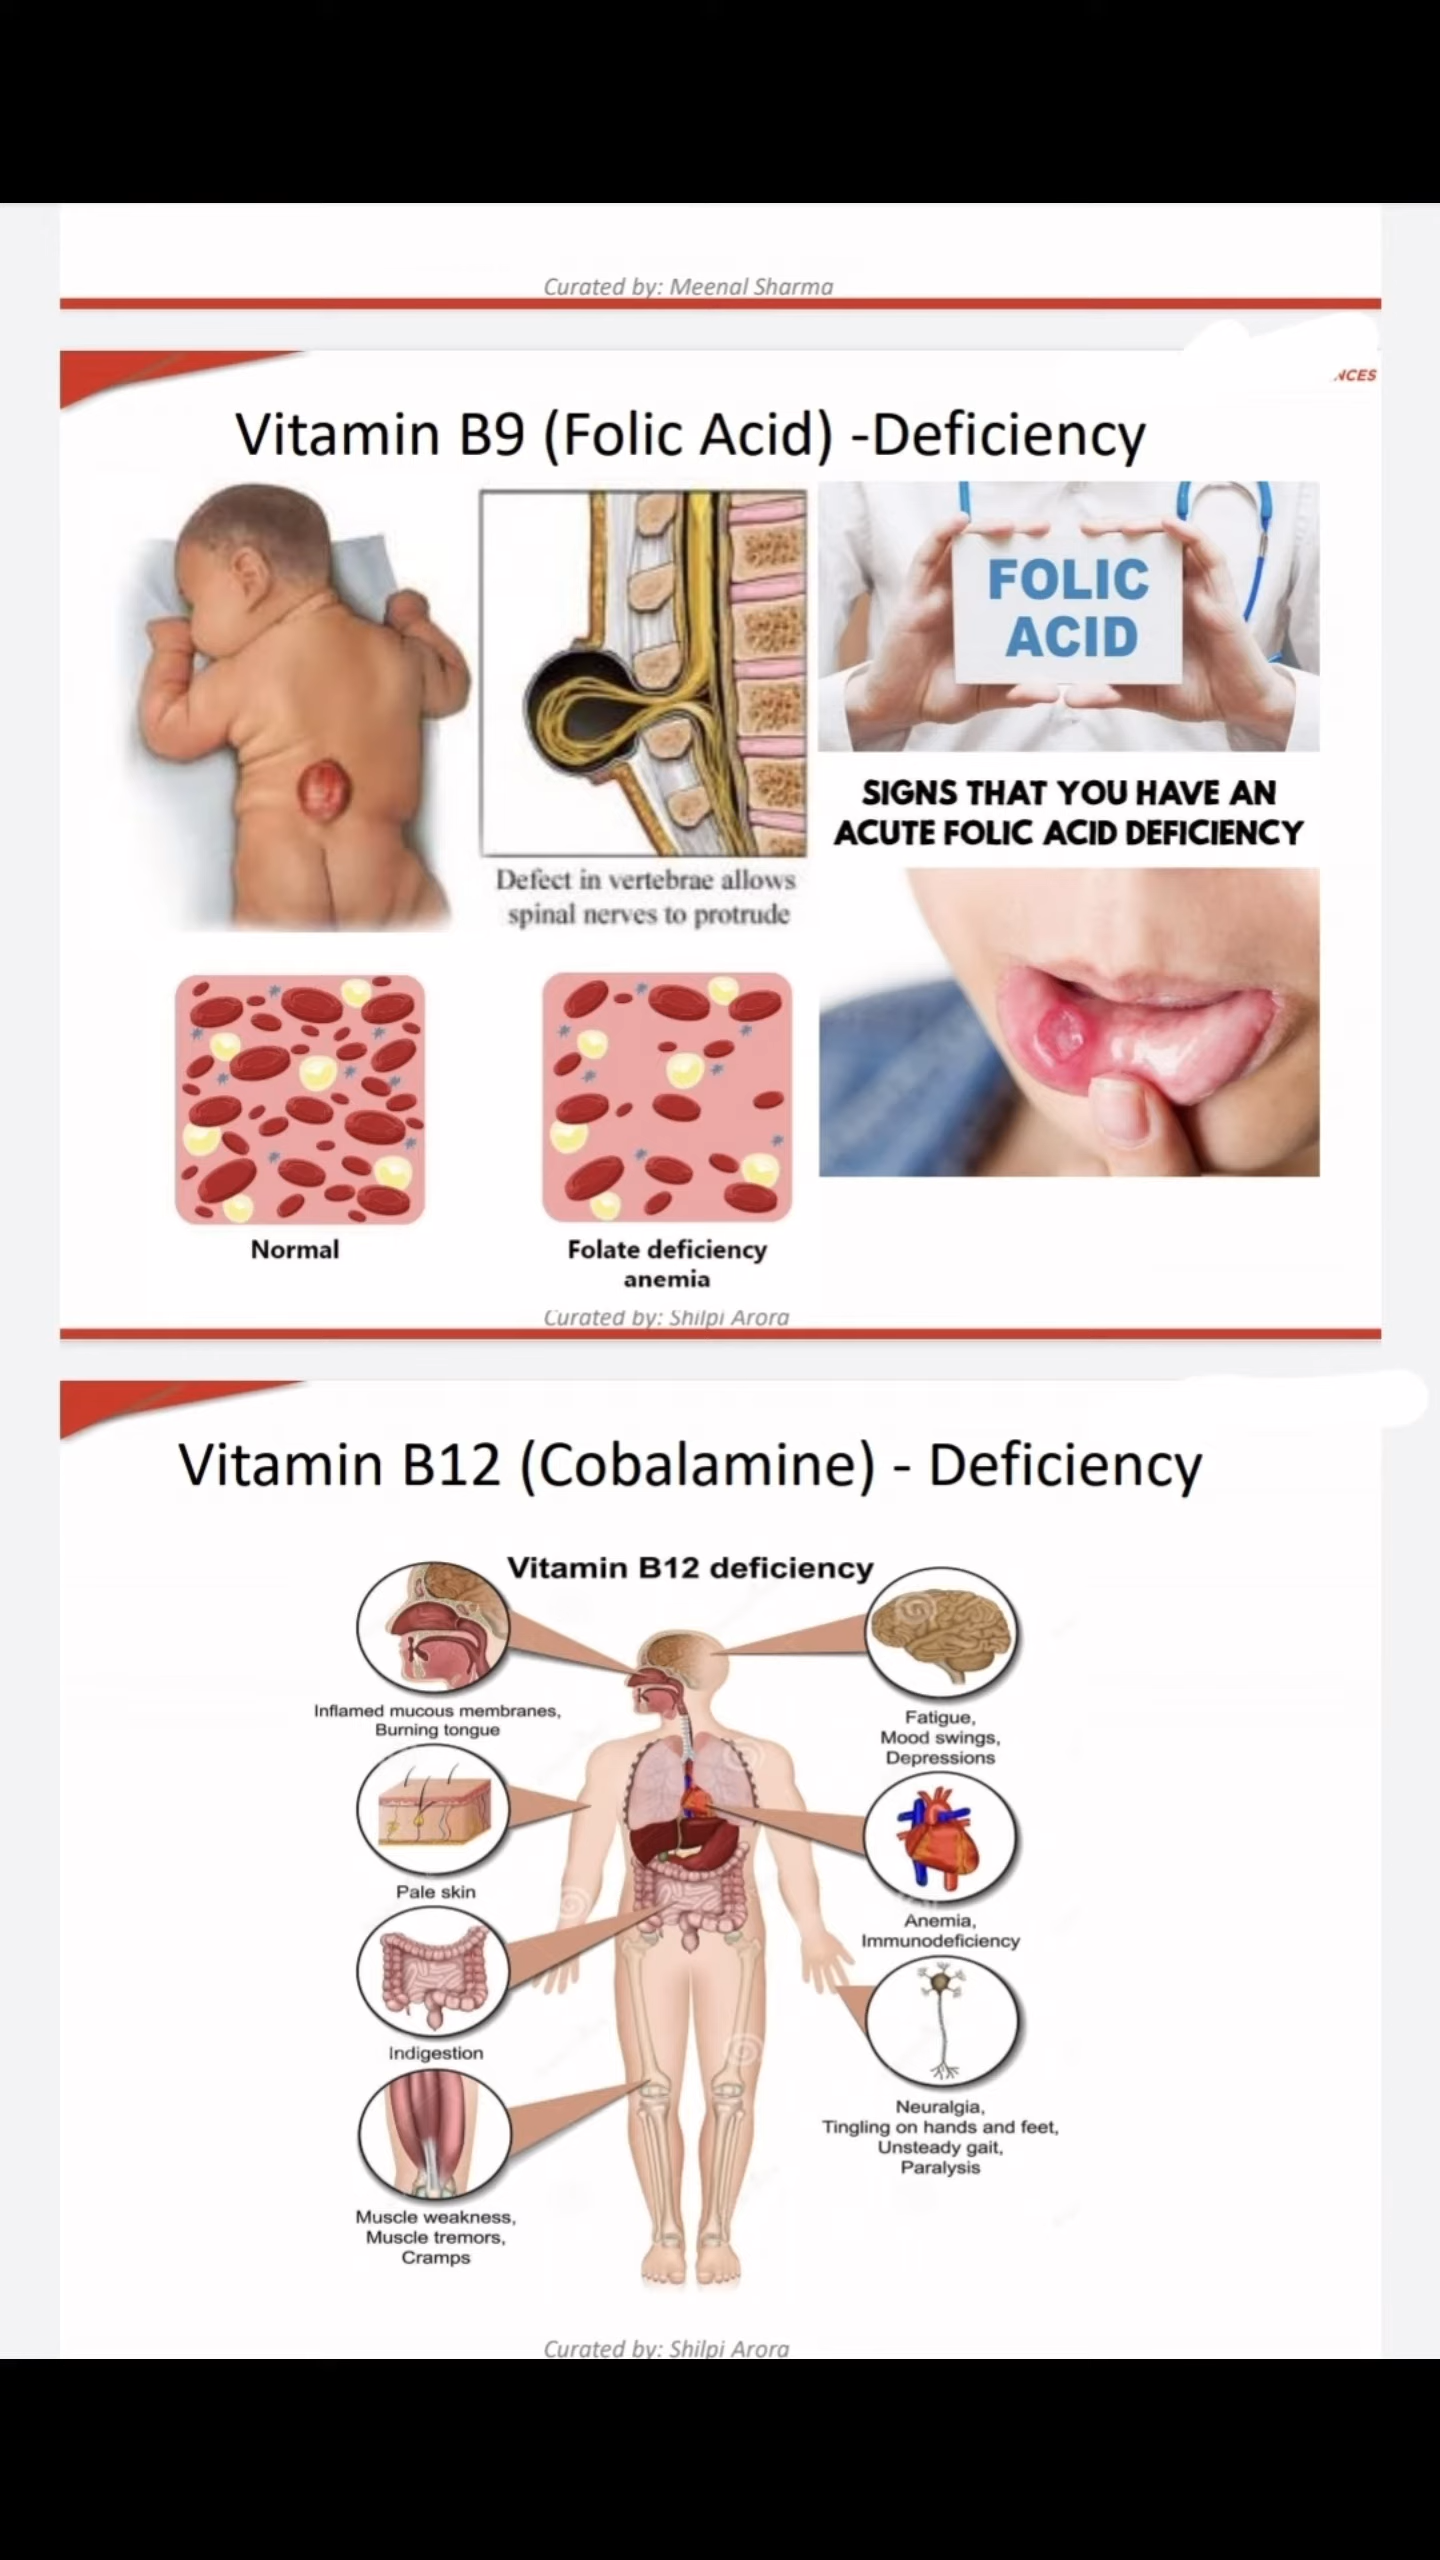 Curated by: Meenal Sharma
NCES
Vitamin B9 (Folic Acid) -Deficiency
FOLIC
ACID
SIGNS THAT YOU HAVE AN
ACUTE FOLIC ACID DEFICIENCY
Defect in vertebrae allows
spinal nerves to protrude
Normal
Folate deficiency
anemia
Curated by: Shilpi Arora
Vitamin B12 (Cobalamine) - Deficiency
Vitamin B12 deficiency
Inflamed mucous membranes,
Burning tongue
Fatigue,
Mood swings,
Depressions
Pale skin
Anemia,
Immunodeficiency
Indigestion
Neuralgia,
Tingling on hands and feet,
Unsteady gait,
Paralysis
Muscle weakness,
Muscle tremors,
Cramps
Curated by: Shilpi Arora